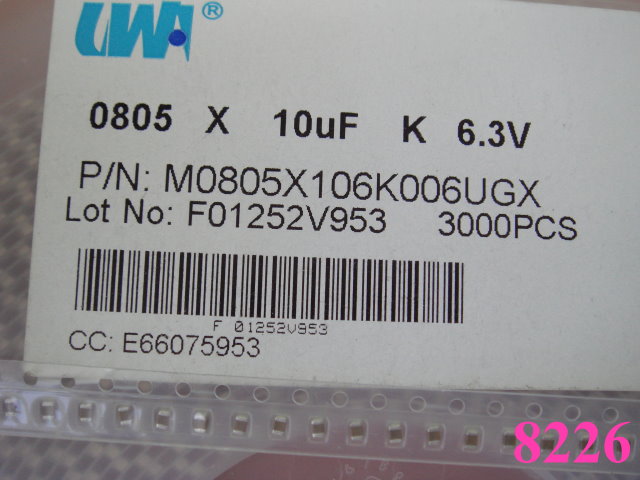 UWA®
0805 X 10uF K 6.3V
P/N: M0805X106K006UGX
Lot No: F01252V953 3000PCS
F 01252V953
CC: E66075953
8226